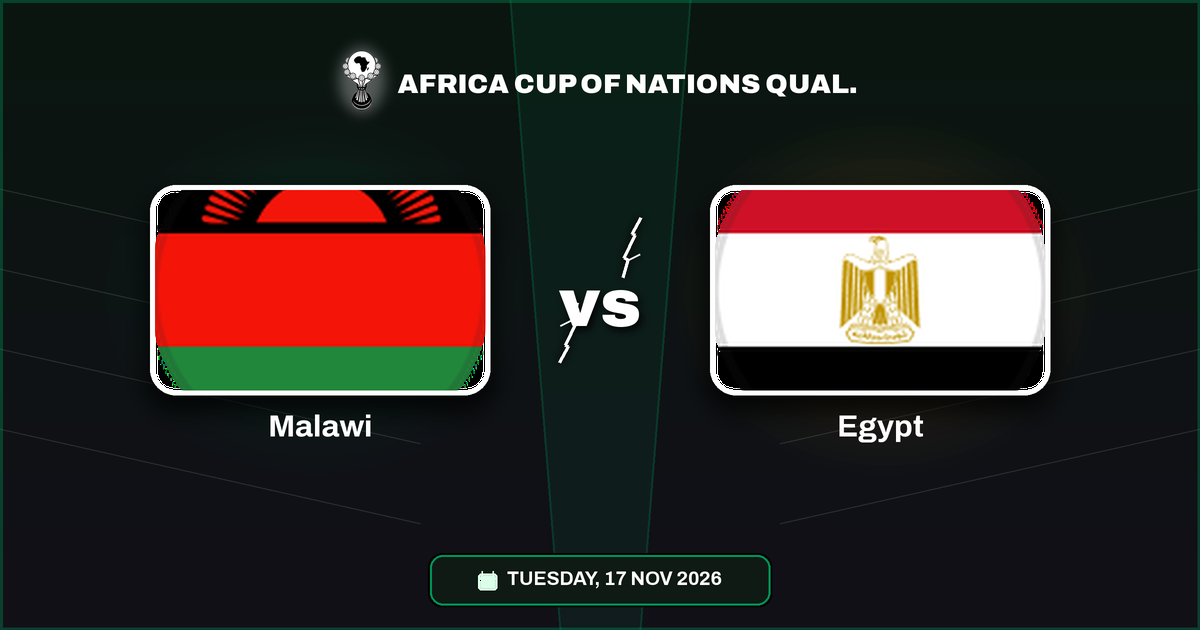 AFRICA CUP OF NATIONS QUAL.
VS
Malawi
Egypt
TUESDAY, 17 NOV 2026